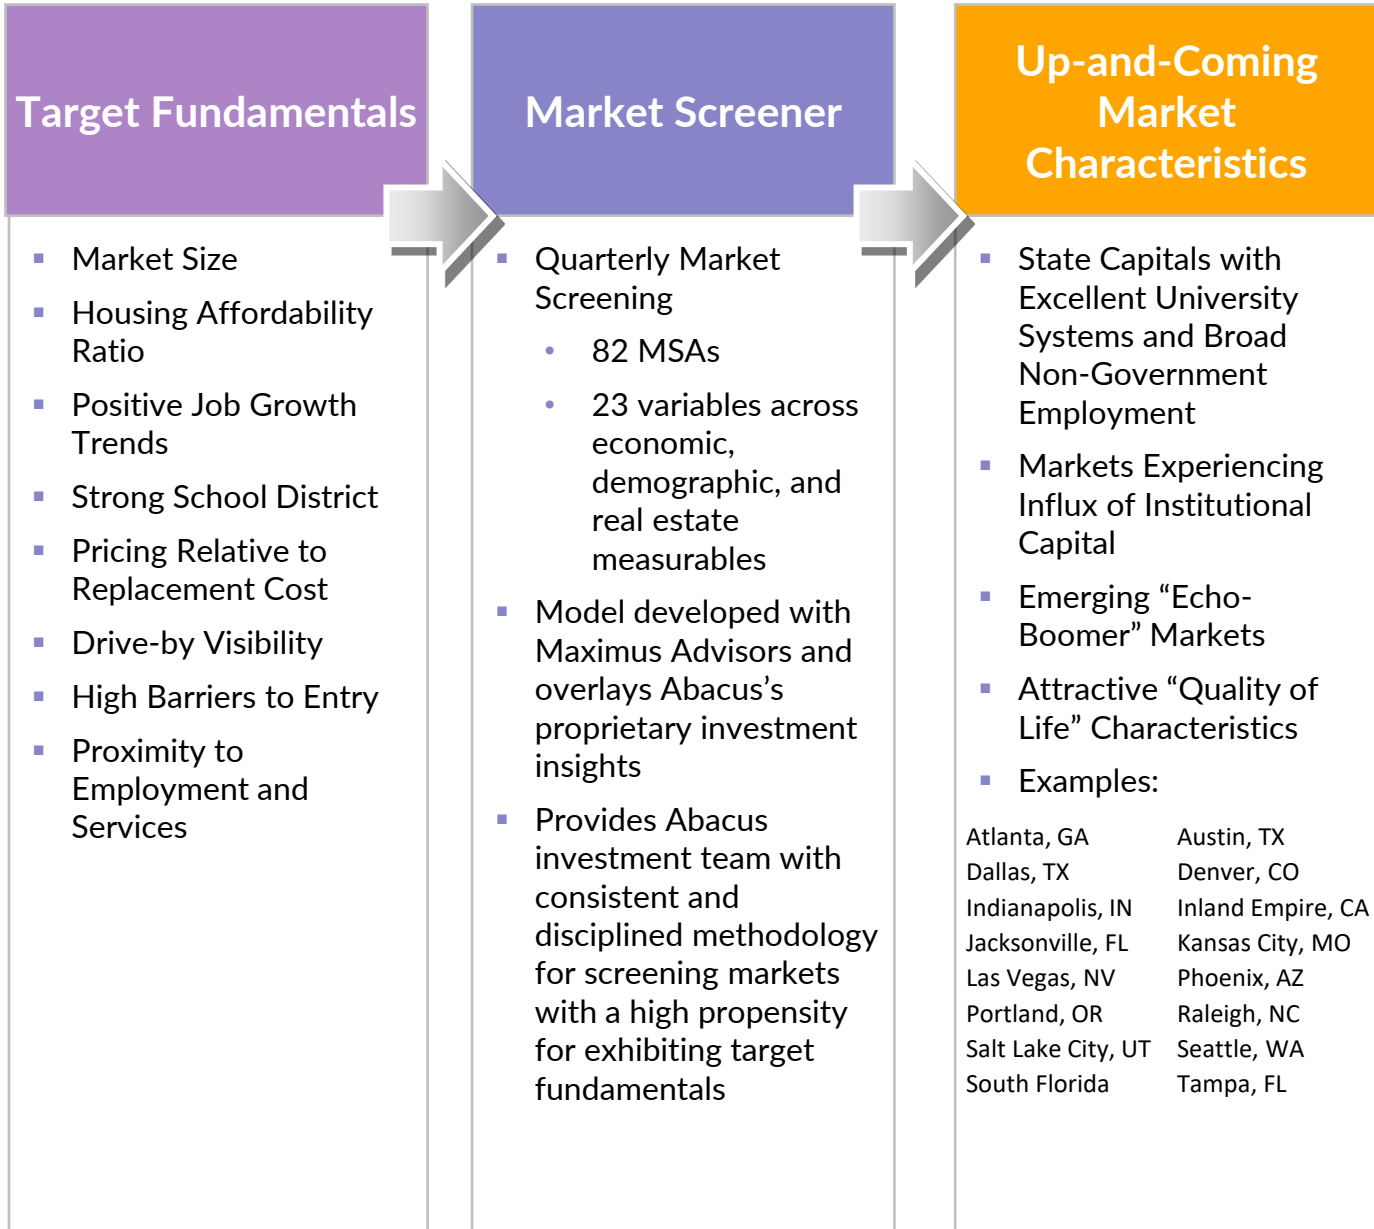 Target Fundamentals
Market Size
Housing Affordability
Ratio
Positive Job Growth
Trends
Strong School District
Pricing Relative to
Replacement Cost
Drive-by Visibility
High Barriers to Entry
Proximity to
Employment and
Services
Market Screener
Quarterly Market
Screening
82 MSAs
23 variables across
economic,
demographic, and
real estate
measurables
Model developed with
Maximus Advisors and
overlays Abacus’s
proprietary investment
insights
Provides Abacus
investment team with
consistent and
disciplined methodology
for screening markets
with a high propensity
for exhibiting target
fundamentals
Up-and-Coming
Market
Characteristics
State Capitals with
Excellent University
Systems and Broad
Non-Government
Employment
Markets Experiencing
Influx of Institutional
Capital
Emerging “Echo-
Boomer” Markets
Attractive “Quality of
Life” Characteristics
Examples:
Atlanta, GA Austin, TX
Dallas, TX Denver, CO
Indianapolis, IN Inland Empire, CA
Jacksonville, FL Kansas City, MO
Las Vegas, NV Phoenix, AZ
Portland, OR Raleigh, NC
Salt Lake City, UT Seattle, WA
South Florida Tampa, FL